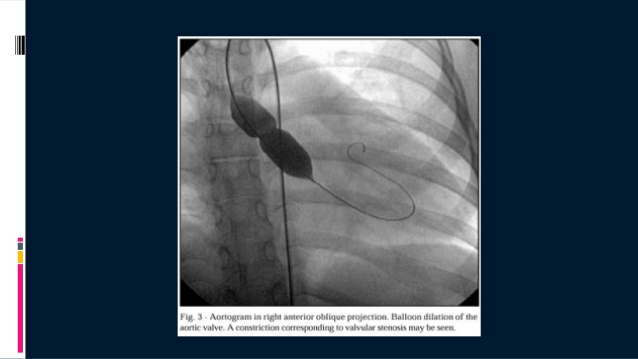 Fig. 3 - Aortogram in right anterior oblique projection. Balloon dilation of the
aortic valve. A constriction corresponding to valvular stenosis may be seen.